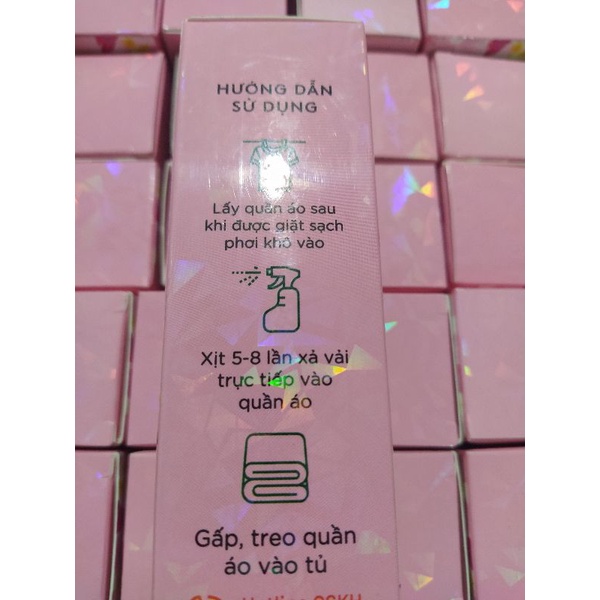 HƯỚNG DẪN
SỬ DỤNG
Lấy quần áo sau
khi được giặt sạch
phơi khô vào
Xịt 5-8 lần xả vải
trực tiếp vào
quần áo
Gấp, treo quần
áo vào tủ